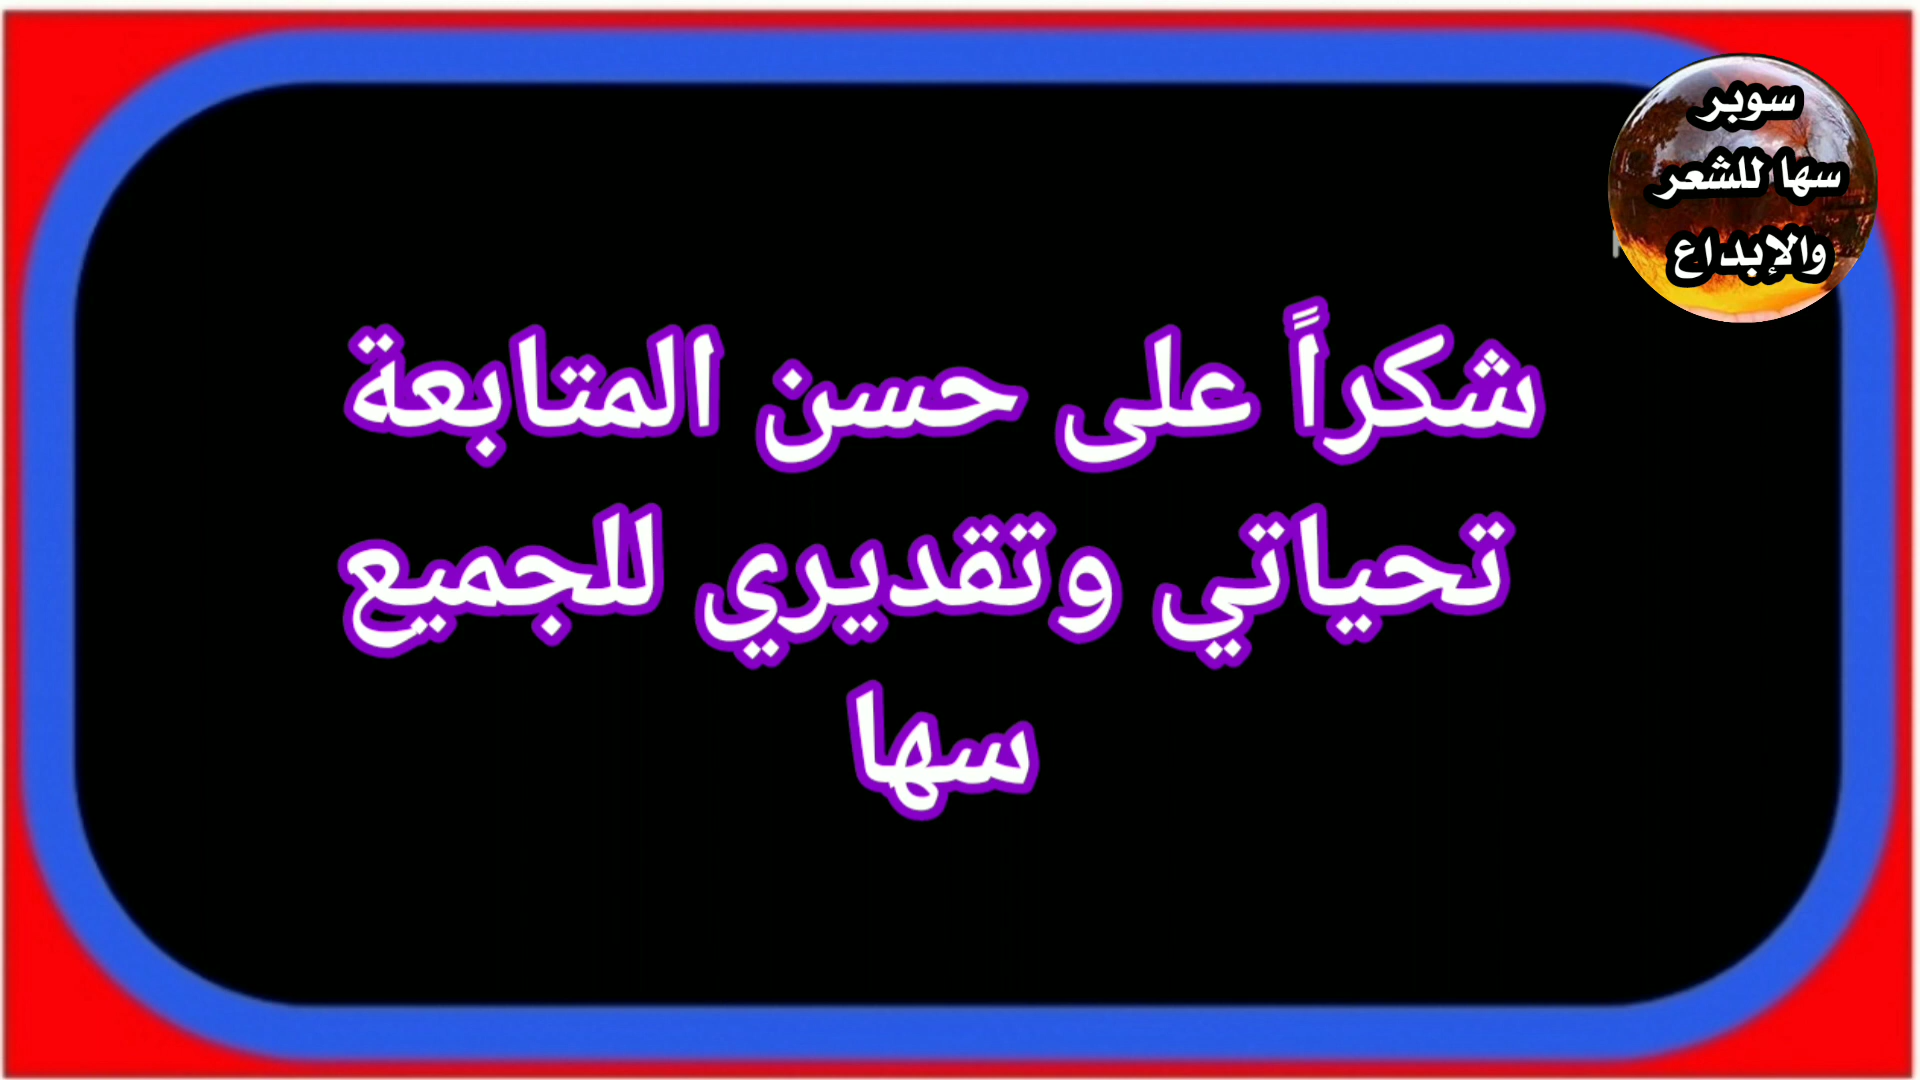 سوبر
سها للشعر
والإبداع
شكراً على حسن المتابعة
تحياتي وتقديري للجميع
سها